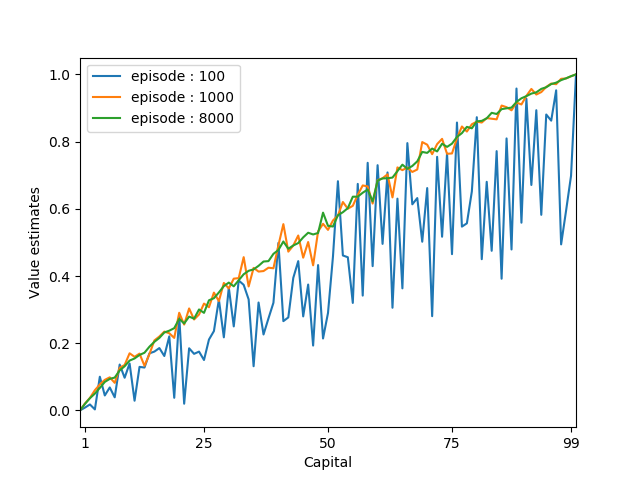 episode : 100
episode : 1000
episode : 8000
1.0
0.8
0.6
0.4
0.2
0.0
Value estimates
1 25 50 75 99
Capital